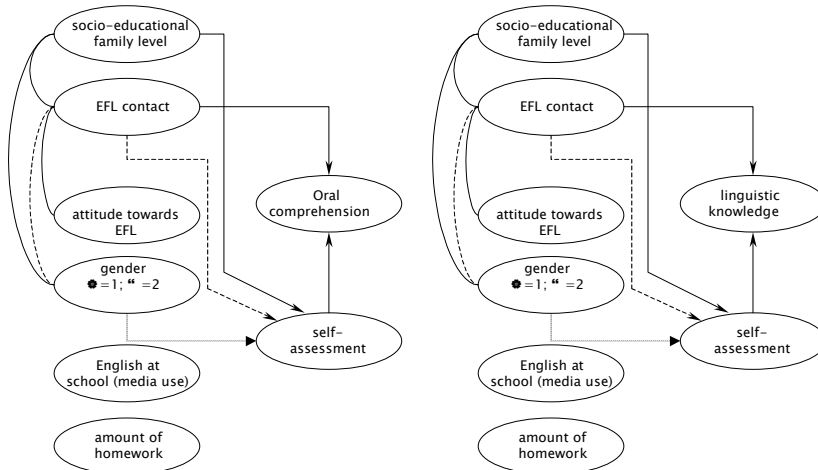 socio-educational
family level
EFL contact
Oral
comprehension
attitude towards
EFL
gender
✽=1; “ =2
self-
assessment
English at
school (media use)
amount of
homework
socio-educational
family level
EFL contact
linguistic
knowledge
attitude towards
EFL
gender
✽=1; “ =2
self-
assessment
English at
school (media use)
amount of
homework